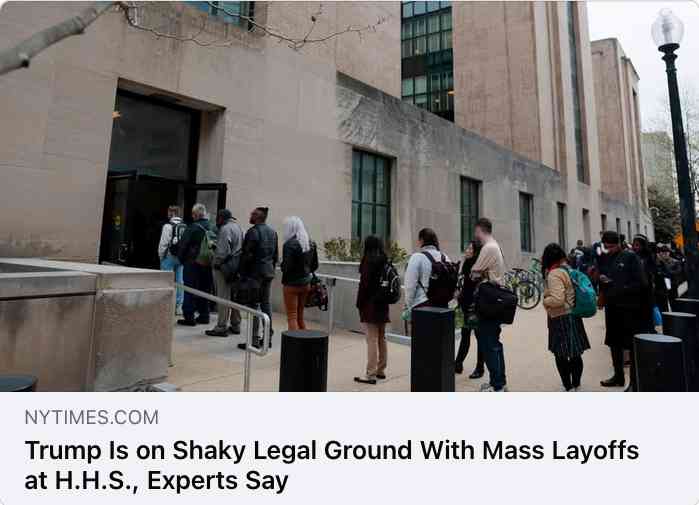 NYTIMES.COM
Trump Is on Shaky Legal Ground With Mass Layoffs
at H.H.S., Experts Say